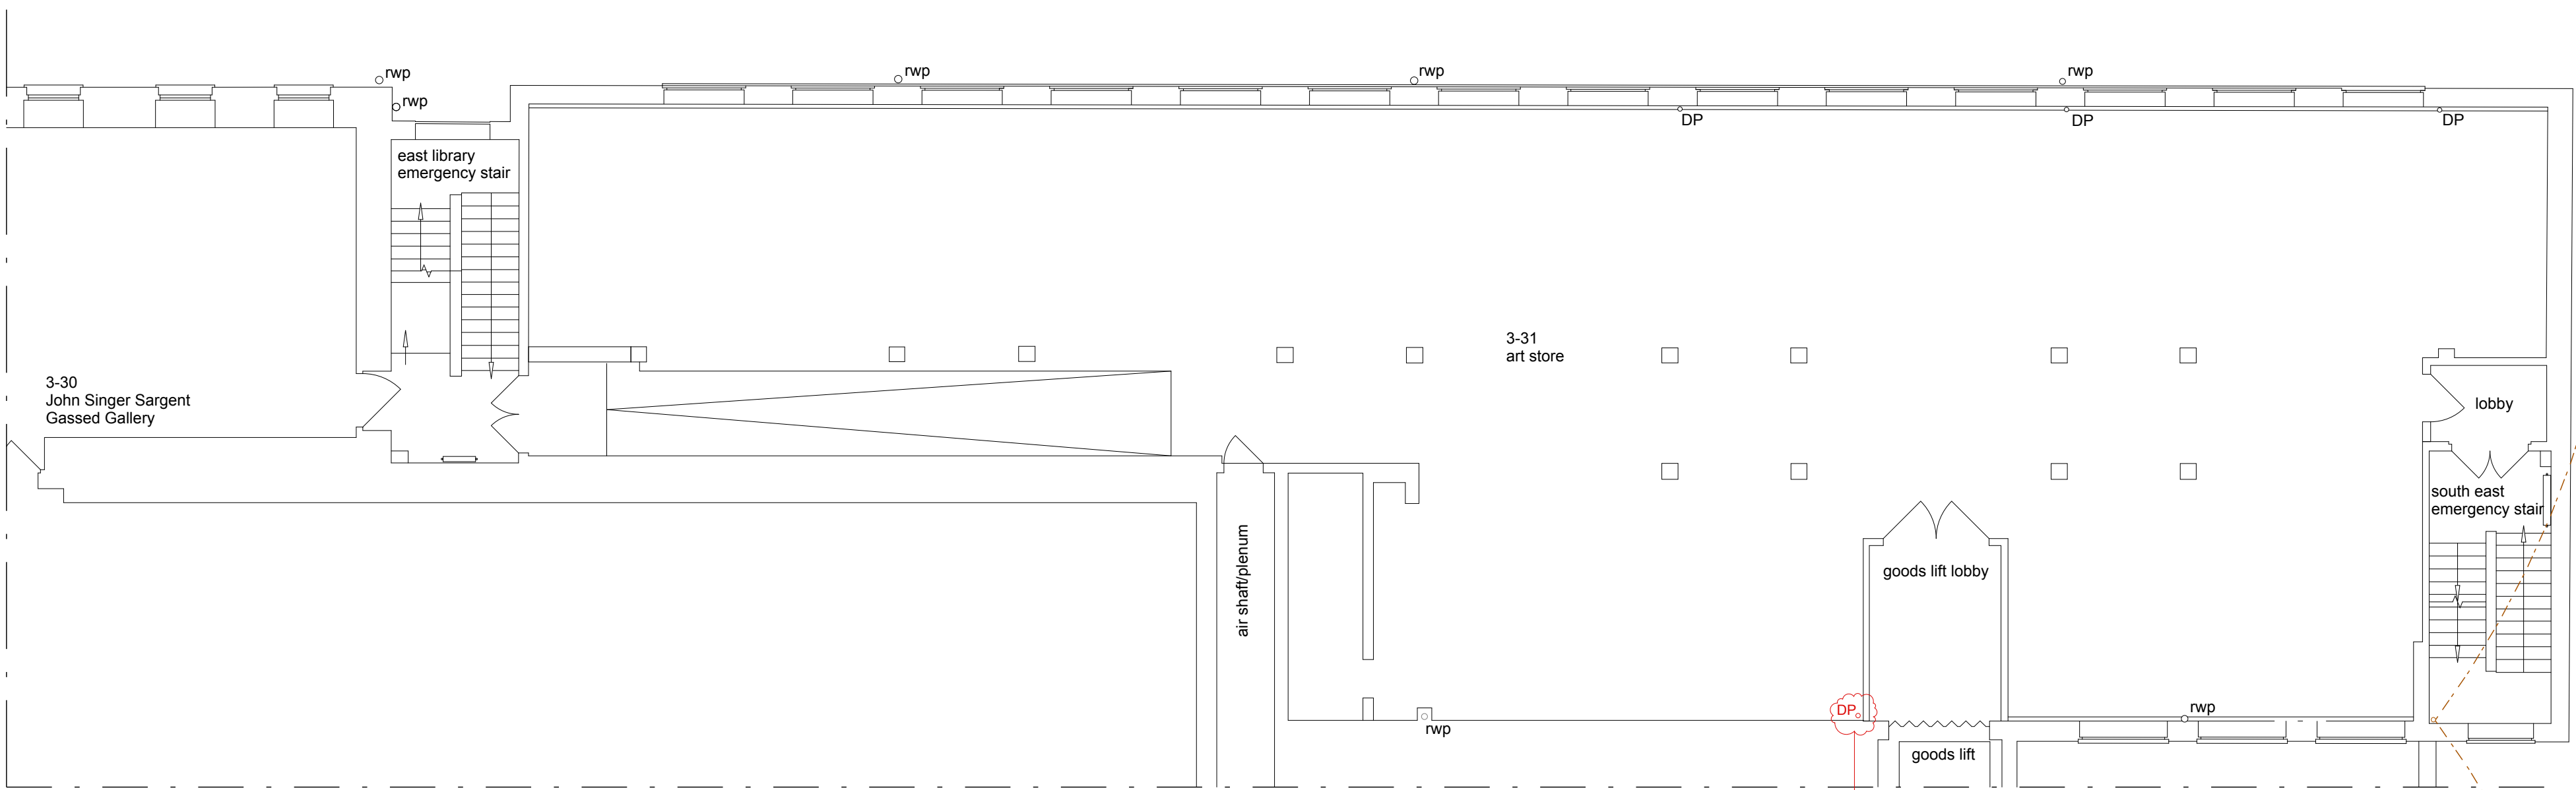 rwp
rwp
rwp
rwp
rwp
DP
DP
DP
east library
emergency stair
3-31
art store
3-30
John Singer Sargent
Gassed Gallery
lobby
south east
emergency stair
air shaft/plenum
goods lift lobby
DP
rwp
rwp
goods lift